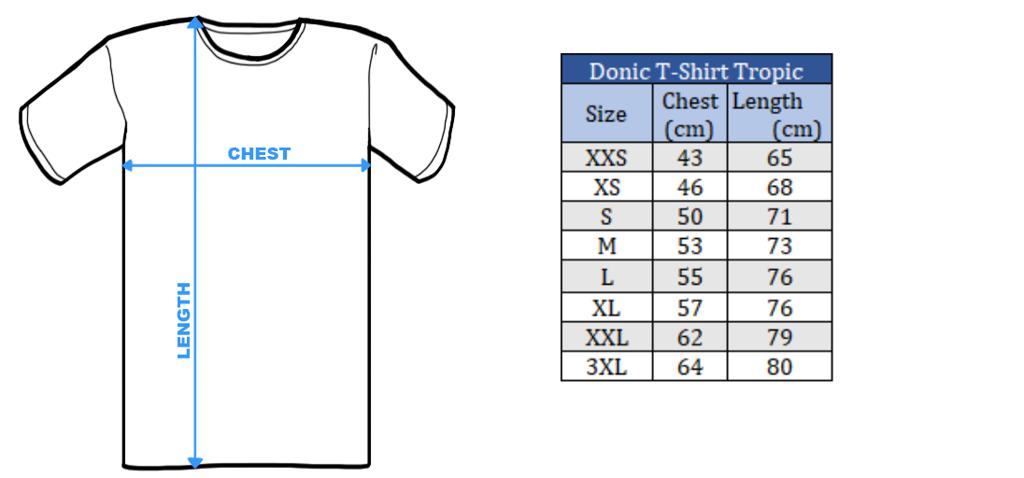 CHEST
LENGTH
Donic T-Shirt Tropic
Size Chest (cm) Length (cm)
XXS 43 65
XS 46 68
S 50 71
M 53 73
L 55 76
XL 57 76
XXL 62 79
3XL 64 80